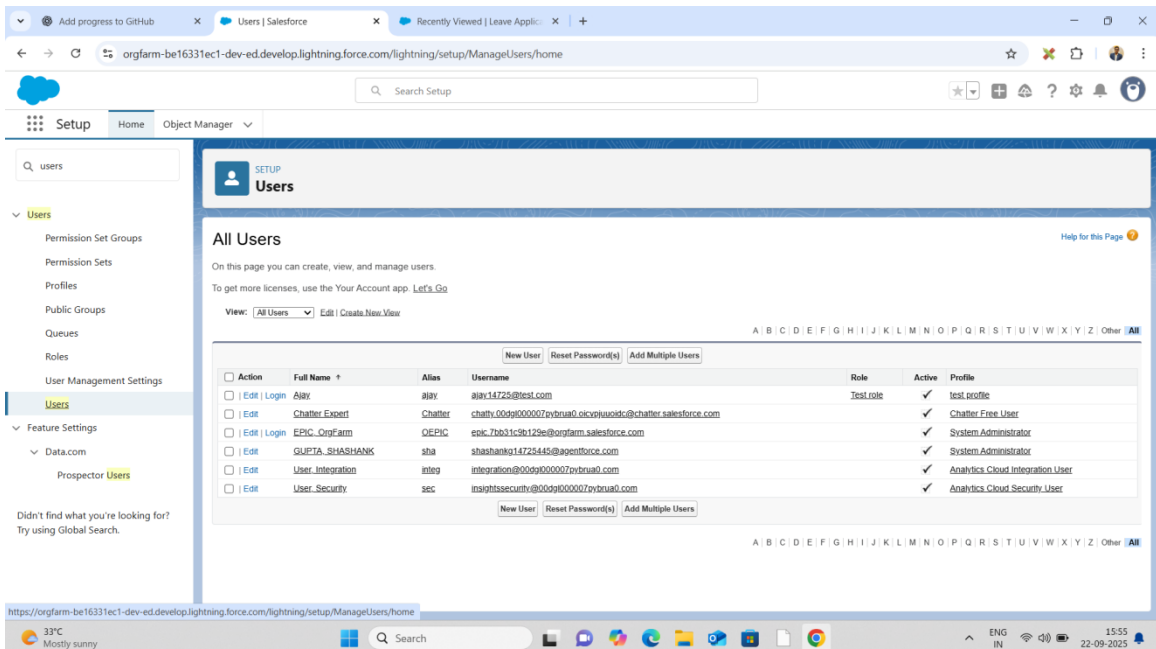 Add progress to GitHub
Users | Salesforce
Recently Viewed | Leave Applic
orgfarm-be16331ec1-dev-ed.develop.lightning.force.com/lightning/setup/ManageUsers/home
Search Setup
Setup Home Object Manager
users
SETUP
Users
Users
Permission Set Groups
Permission Sets
Profiles
Public Groups
Queues
Roles
User Management Settings
Users
Feature Settings
Data.com
Prospector Users
Didn't find what you're looking for?
Try using Global Search.
All Users
Help for this Page
On this page you can create, view, and manage users.
To get more licenses, use the Your Account app. Let's Go
View: All Users Edit | Create New View
A | B | C | D | E | F | G | H | I | J | K | L | M | N | O | P | Q | R | S | T | U | V | W | X | Y | Z | Other All
New User Reset Password(s) Add Multiple Users
Action Full Name ↑ Alias Username Role Active Profile
| Edit | Login Ajay ajay ajay14725@test.com Test role ✓ test profile
| Edit Chatter Expert Chatter chatty.00dgl000007pybrua0.oicvpjuuoidc@chatter.salesforce.com ✓ Chatter Free User
| Edit | Login EPIC, OrgFarm OEPIC epic.7bb31c9b129e@orgfarm.salesforce.com ✓ System Administrator
| Edit GUPTA, SHASHANK sha shashankg14725445@agentforce.com ✓ System Administrator
| Edit User, Integration integ integration@00dgl000007pybrua0.com ✓ Analytics Cloud Integration User
| Edit User, Security sec insightssecurity@00dgl000007pybrua0.com ✓ Analytics Cloud Security User
New User Reset Password(s) Add Multiple Users
A | B | C | D | E | F | G | H | I | J | K | L | M | N | O | P | Q | R | S | T | U | V | W | X | Y | Z | Other All
https://orgfarm-be16331ec1-dev-ed.develop.lightning.force.com/lightning/setup/ManageUsers/home
33°C
Mostly sunny
Search
ENG
IN
15:55
22-09-2025